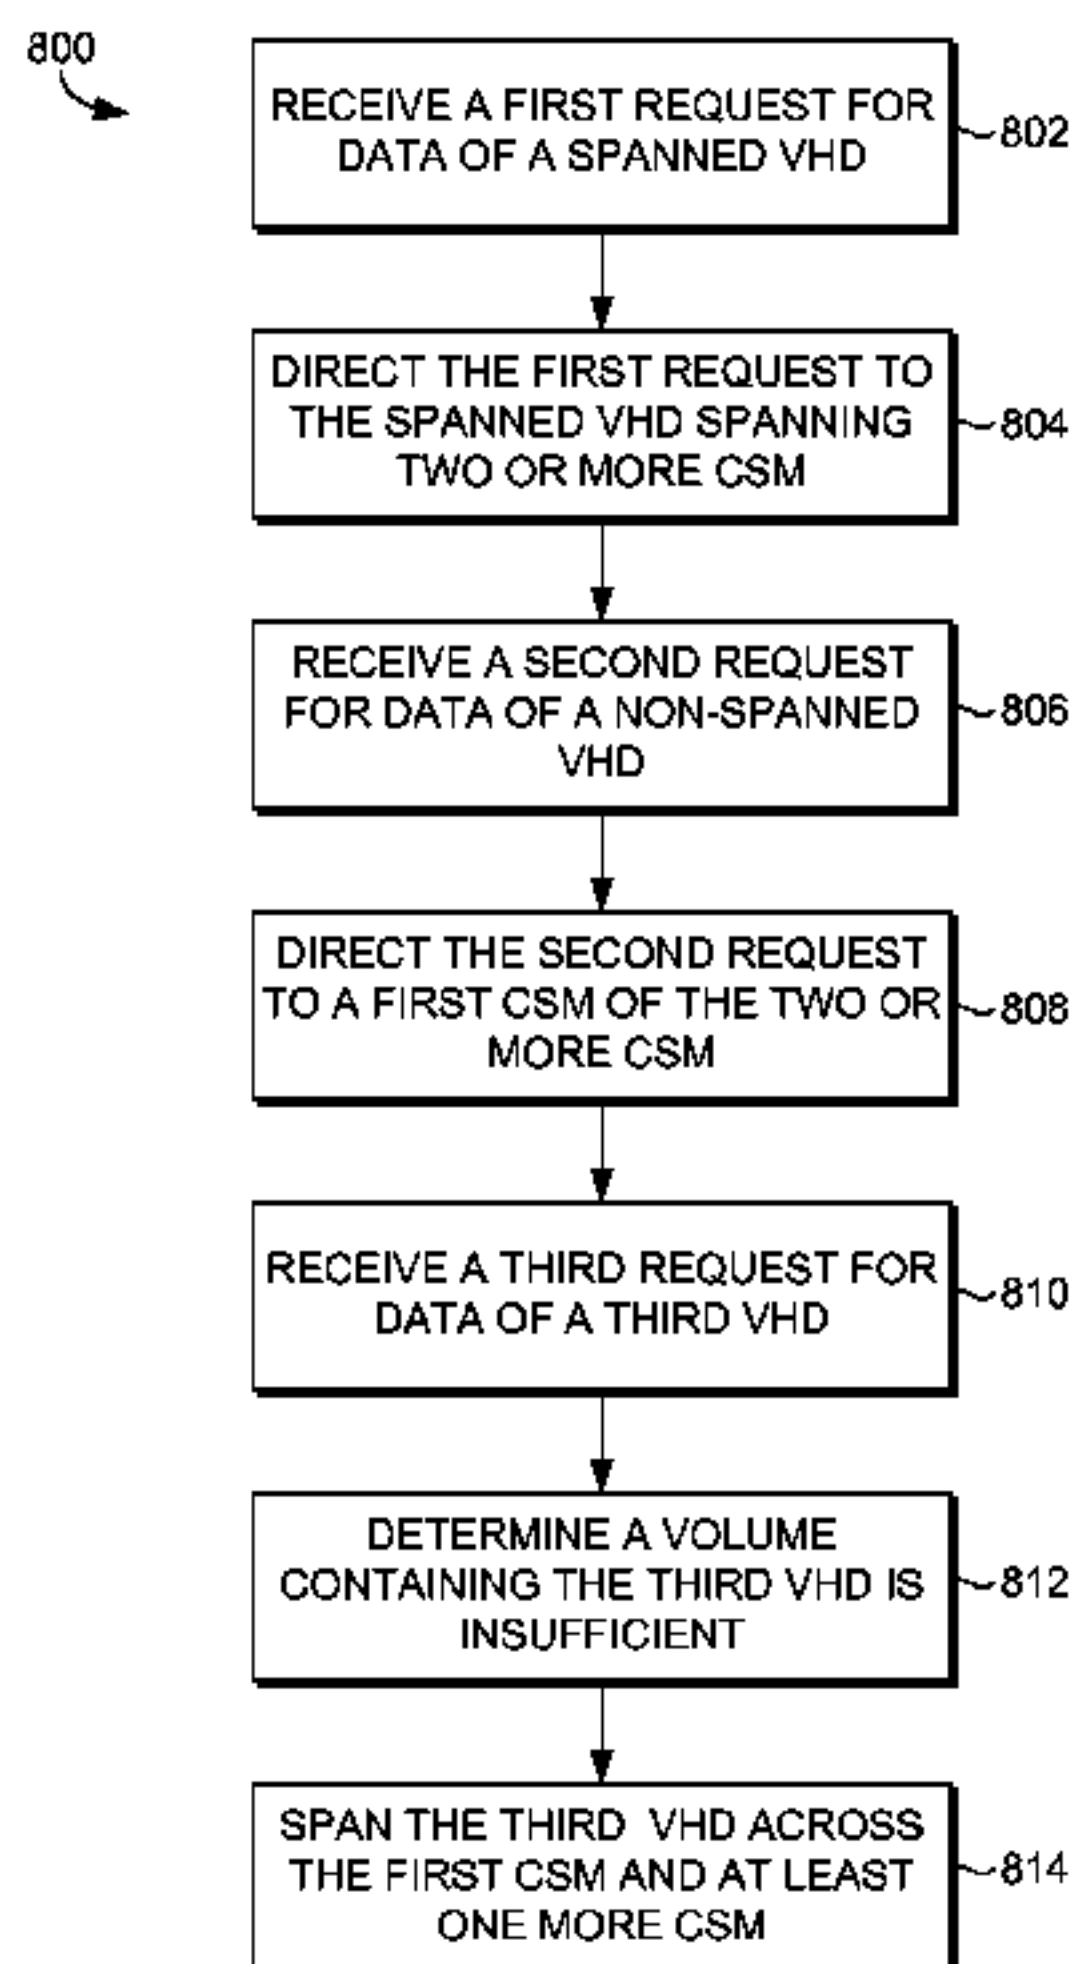 800
RECEIVE A FIRST REQUEST FOR
DATA OF A SPANNED VHD
802
DIRECT THE FIRST REQUEST TO
THE SPANNED VHD SPANNING
TWO OR MORE CSM
804
RECEIVE A SECOND REQUEST
FOR DATA OF A NON-SPANNED
VHD
806
DIRECT THE SECOND REQUEST
TO A FIRST CSM OF THE TWO OR
MORE CSM
808
RECEIVE A THIRD REQUEST FOR
DATA OF A THIRD VHD
810
DETERMINE A VOLUME
CONTAINING THE THIRD VHD IS
INSUFFICIENT
812
SPAN THE THIRD VHD ACROSS
THE FIRST CSM AND AT LEAST
ONE MORE CSM
814